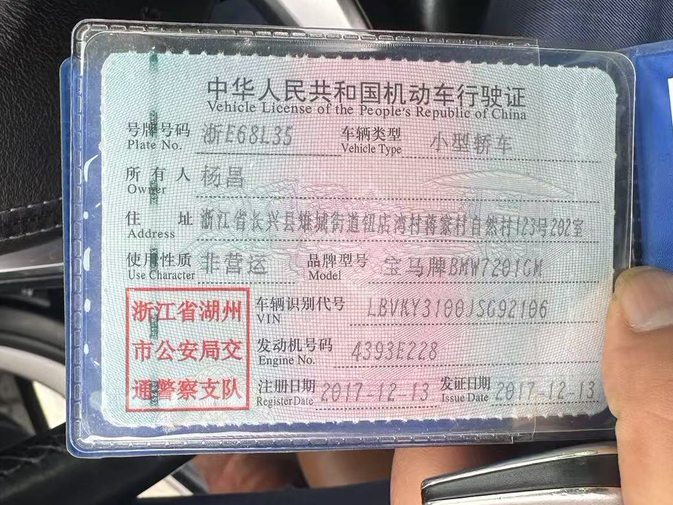 中华人民共和国机动车行驶证
Vehicle License of the People's Republic of China
号牌号码 浙E68L35 车辆类型 小型轿车
Plate No. Vehicle Type
所有人 杨昌
Owner
住址 浙江省长兴县雉城街道钮店湾村蒋家村自然村123号202室
Address
使用性质 非营运 品牌型号 宝马牌BMW7201GM
Use Character Model
浙江省湖州
市公安局交
通警察支队
车辆识别代号 LBVKY3100JSG92106
VIN
发动机号码 4393E228
Engine No.
注册日期 2017-12-13 发证日期 2017-12-13
Register Date Issue Date